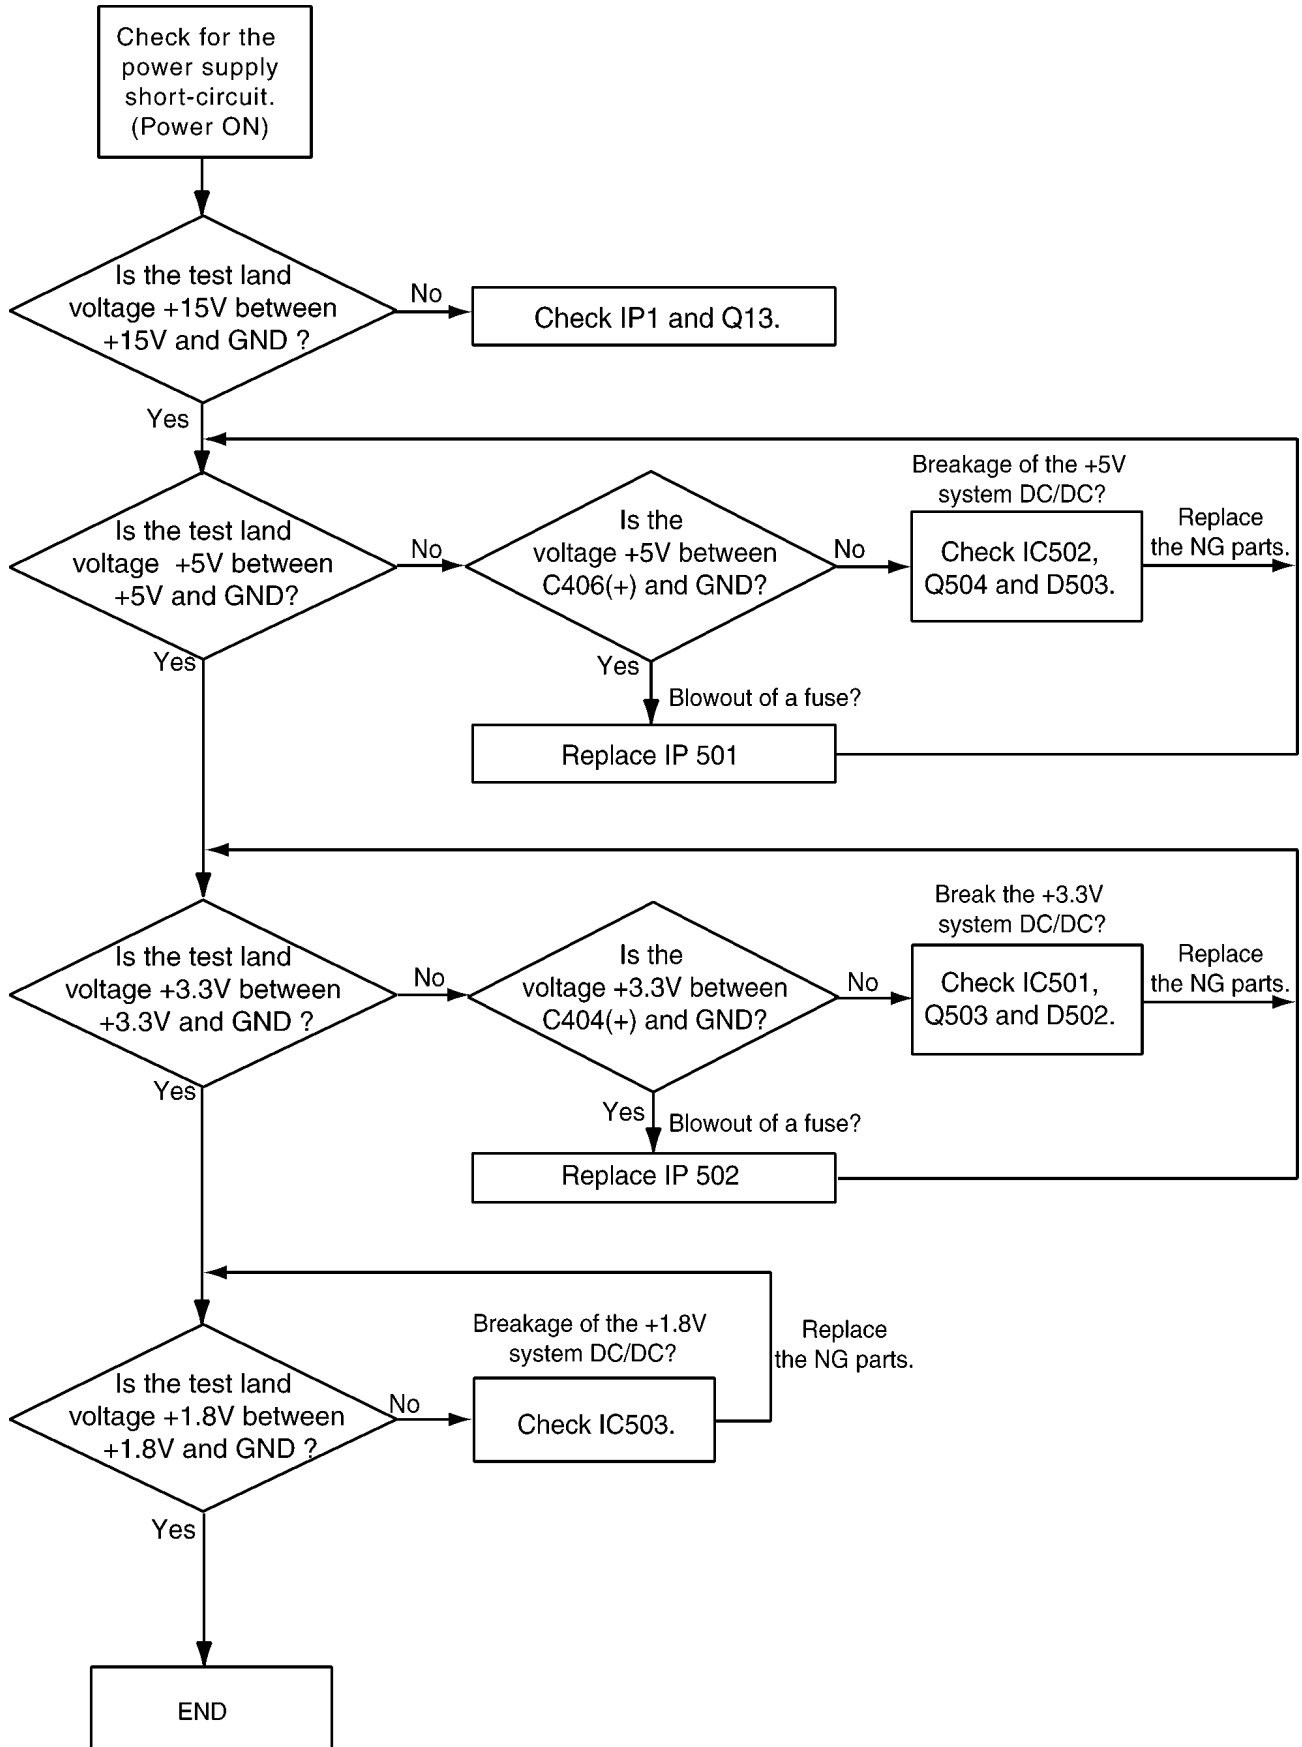 Check for the
power supply
short-circuit.
(Power ON)
Is the test land
voltage +15V between
+15V and GND ?
No
Check IP1 and Q13.
Yes
Is the test land
voltage +5V between
+5V and GND?
No
Is the
voltage +5V between
C406(+) and GND?
No
Breakage of the +5V
system DC/DC?
Check IC502,
Q504 and D503.
Replace
the NG parts.
Yes
Yes
Blowout of a fuse?
Replace IP 501
Is the test land
voltage +3.3V between
+3.3V and GND ?
No
Is the
voltage +3.3V between
C404(+) and GND?
No
Break the +3.3V
system DC/DC?
Check IC501,
Q503 and D502.
Replace
the NG parts.
Yes
Yes
Blowout of a fuse?
Replace IP 502
Is the test land
voltage +1.8V between
+1.8V and GND ?
No
Breakage of the +1.8V
system DC/DC?
Check IC503.
Replace
the NG parts.
Yes
END